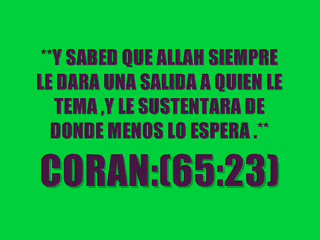 **Y SABED QUE ALLAH SIEMPRE
LE DARA UNA SALIDA A QUIEN LE
TEMA ,Y LE SUSTENTARA DE
DONDE MENOS LO ESPERA .**
CORAN:(65:23)